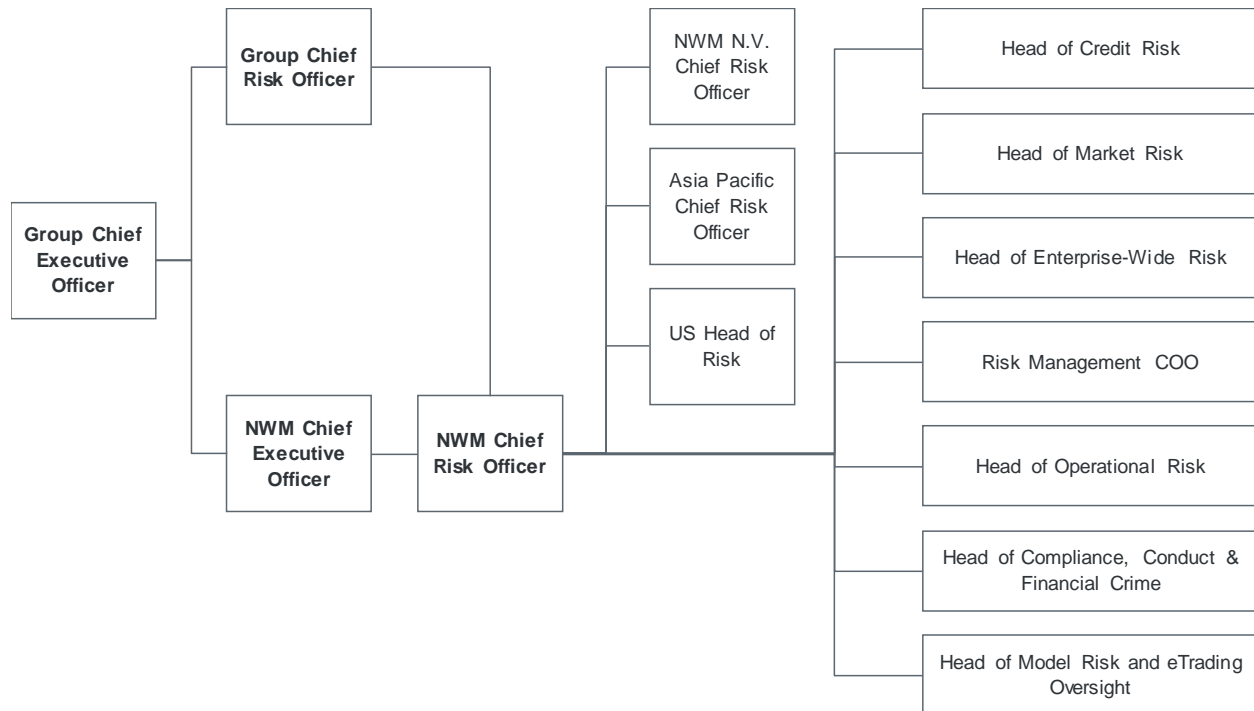 Group Chief
Executive
Officer
Group Chief
Risk Officer
NWM Chief
Executive
Officer
NWM Chief
Risk Officer
NWM N.V.
Chief Risk
Officer
Asia Pacific
Chief Risk
Officer
US Head of
Risk
Head of Credit Risk
Head of Market Risk
Head of Enterprise-Wide Risk
Risk Management COO
Head of Operational Risk
Head of Compliance, Conduct &
Financial Crime
Head of Model Risk and eTrading
Oversight